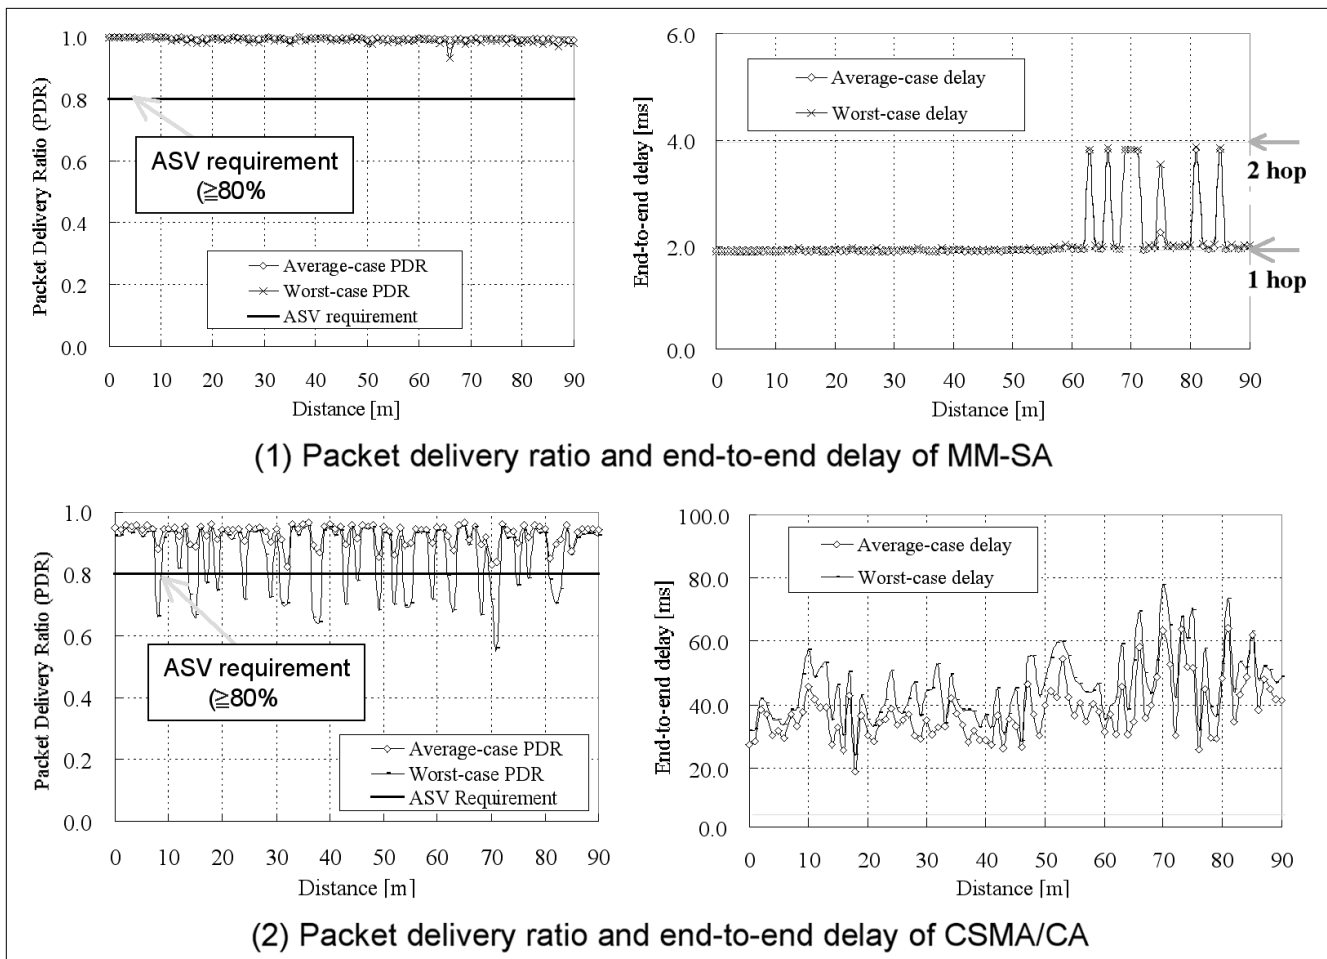 1.0
0.8
0.6
0.4
0.2
0.0
Packet Delivery Ratio (PDR)
ASV requirement
(≧80%
Average-case PDR
Worst-case PDR
ASV requirement
0 10 20 30 40 50 60 70 80 90
Distance [m]
6.0
4.0
2.0
0.0
End-to-end delay [ms]
Average-case delay
Worst-case delay
2 hop
1 hop
0 10 20 30 40 50 60 70 80 90
Distance [m]
(1) Packet delivery ratio and end-to-end delay of MM-SA
1.0
0.8
0.6
0.4
0.2
0.0
Packet Delivery Ratio (PDR)
ASV requirement
(≧80%
Average-case PDR
Worst-case PDR
ASV Requirement
0 10 20 30 40 50 60 70 80 90
Distance [m]
100.0
80.0
60.0
40.0
20.0
0.0
End-to-end delay [ms]
Average-case delay
Worst-case delay
0 10 20 30 40 50 60 70 80 90
Distance [m]
(2) Packet delivery ratio and end-to-end delay of CSMA/CA